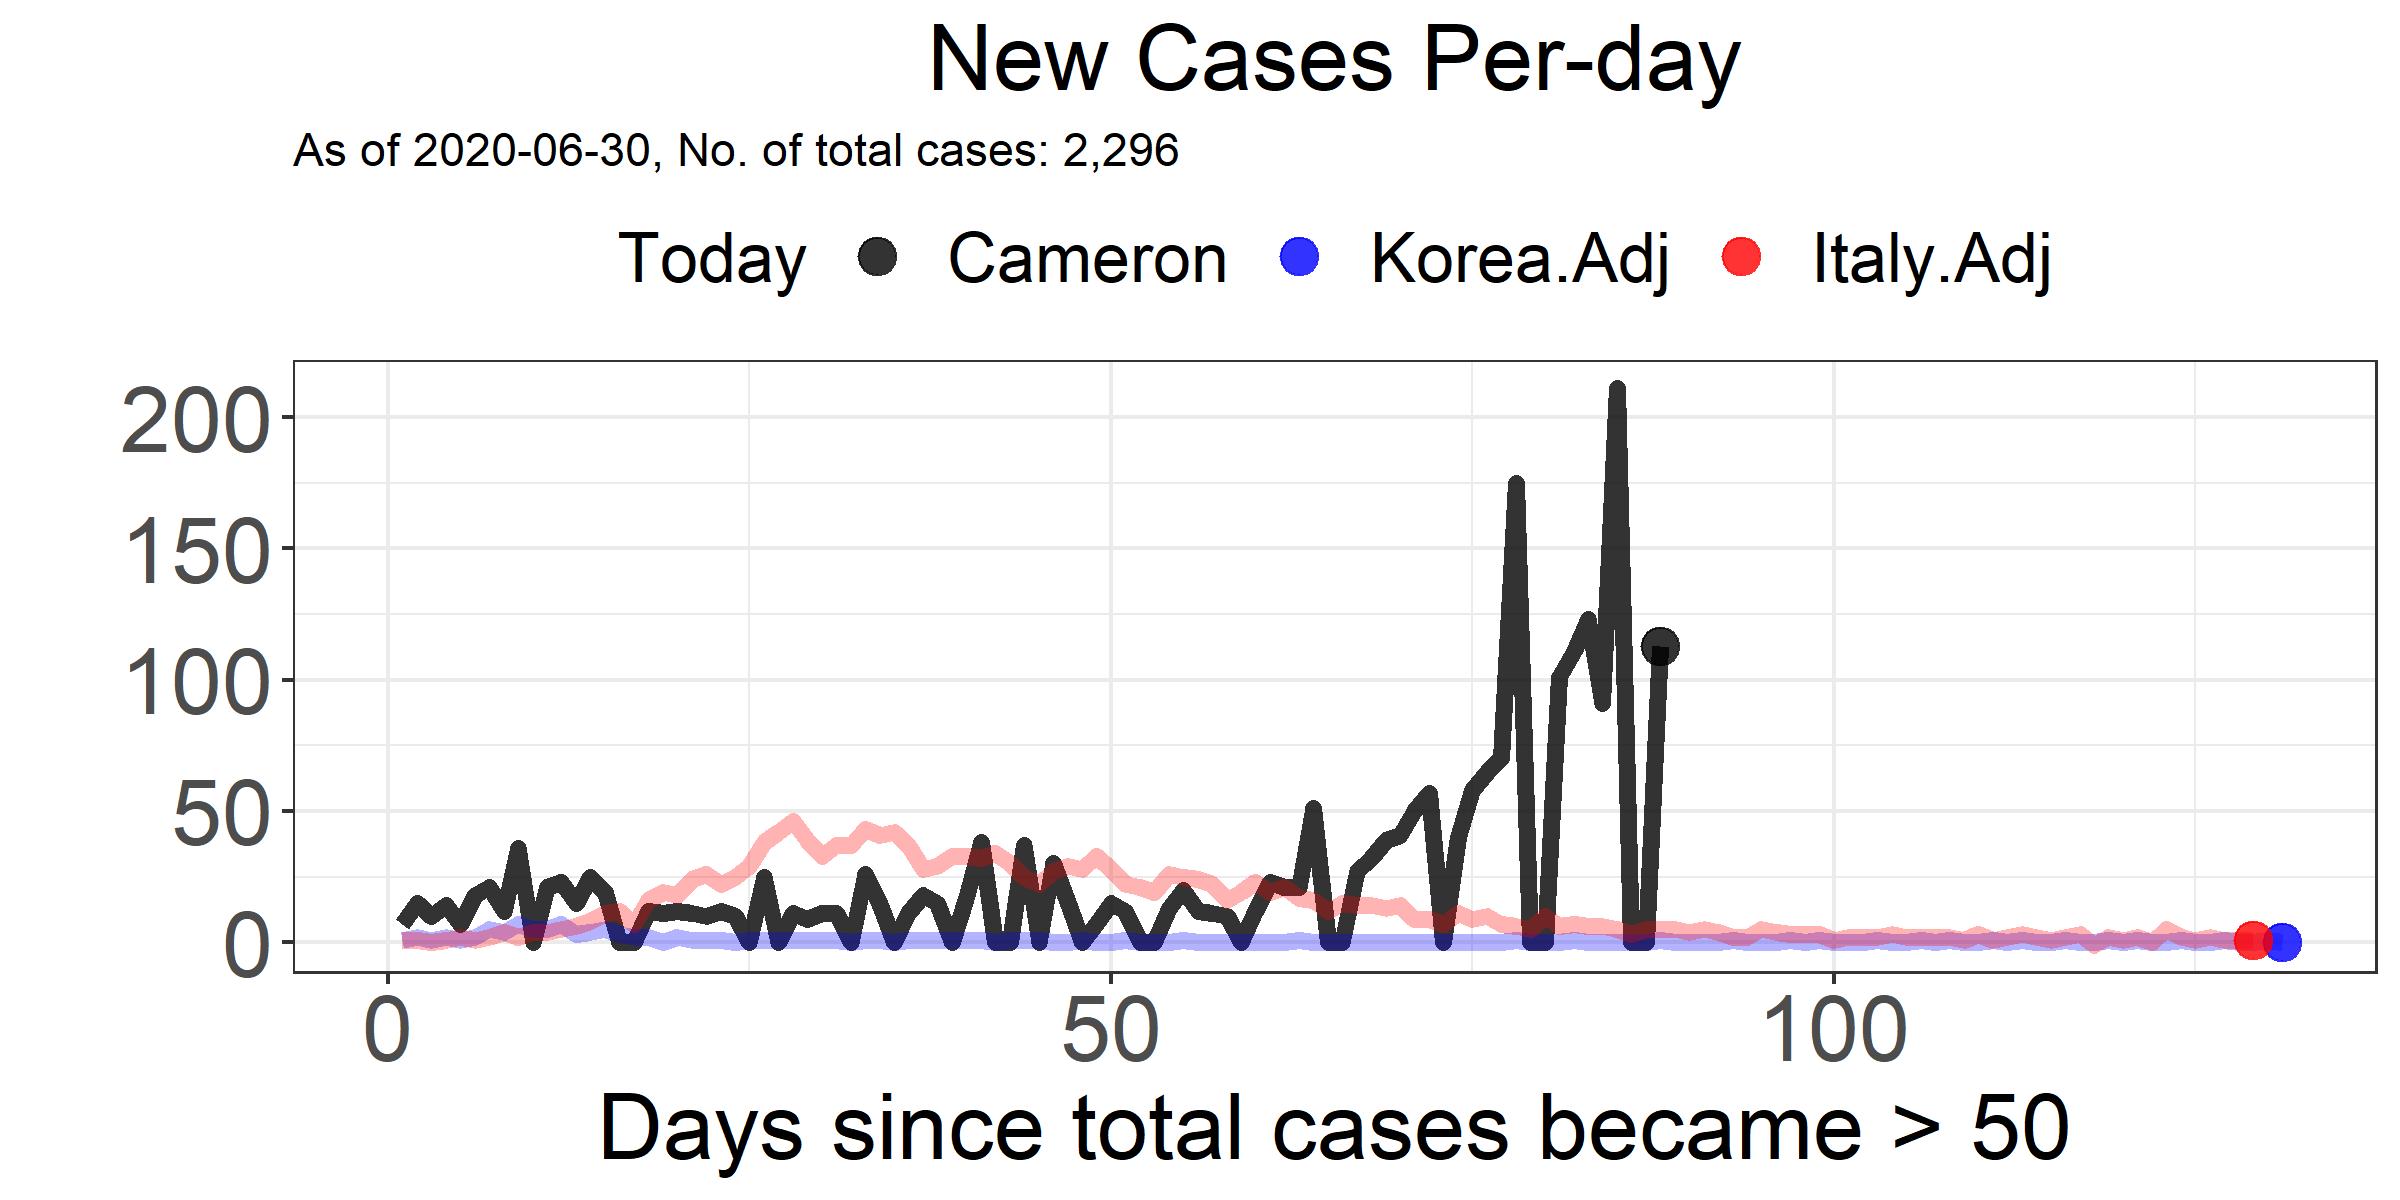 New Cases Per-day
As of 2020-06-30, No. of total cases: 2,296
Today Cameron Korea.Adj Italy.Adj
200
150
100
50
0
0 50 100
Days since total cases became > 50